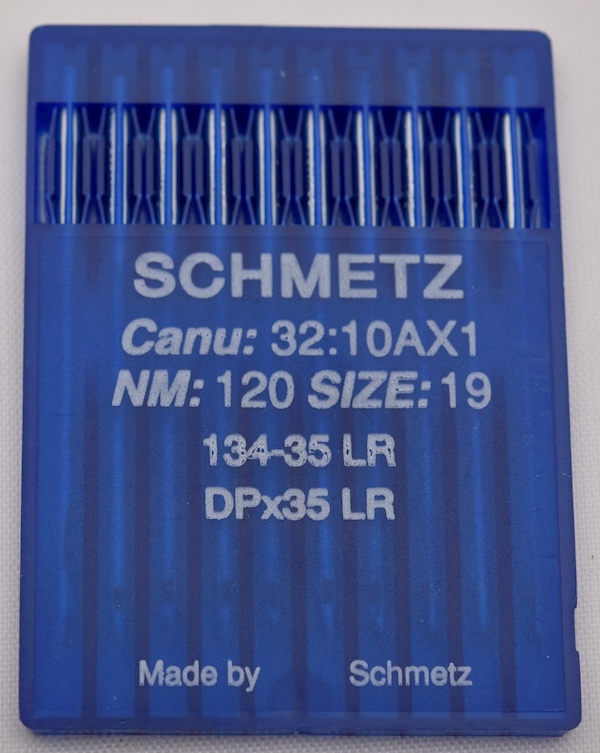 SCHMETZ
Canu: 32:10AX1
NM: 120 SIZE: 19
134-35 LR
DPx35 LR
Made by Schmetz